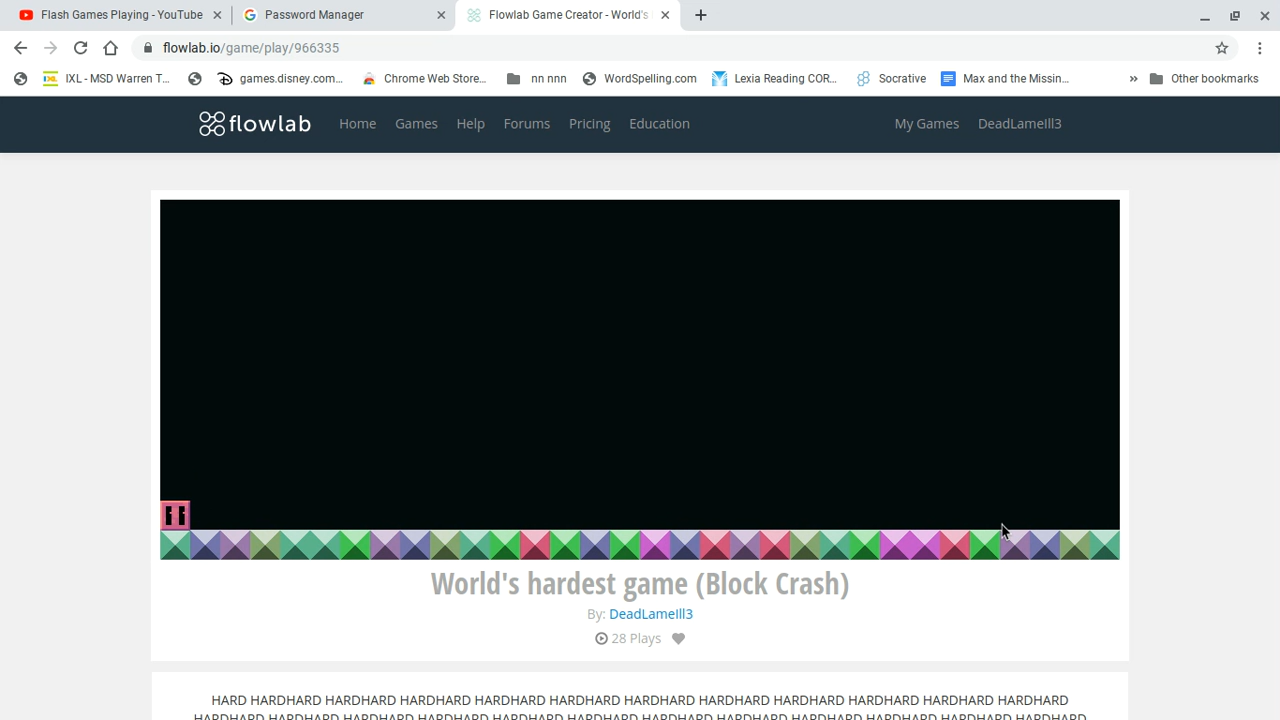 Flash Games Playing - YouTube
Password Manager
Flowlab Game Creator - World's
flowlab.io/game/play/966335
IXL - MSD Warren T...
games.disney.com...
Chrome Web Store...
nn nnn
WordSpelling.com
Lexia Reading COR...
Socrative
Max and the Missin...
»
Other bookmarks
flowlab
Home
Games
Help
Forums
Pricing
Education
My Games
DeadLameIll3
World's hardest game (Block Crash)
By: DeadLameIll3
28 Plays
HARD HARDHARD HARDHARD HARDHARD HARDHARD HARDHARD HARDHARD HARDHARD HARDHARD HARDHARD HARDHARD HARDHARD